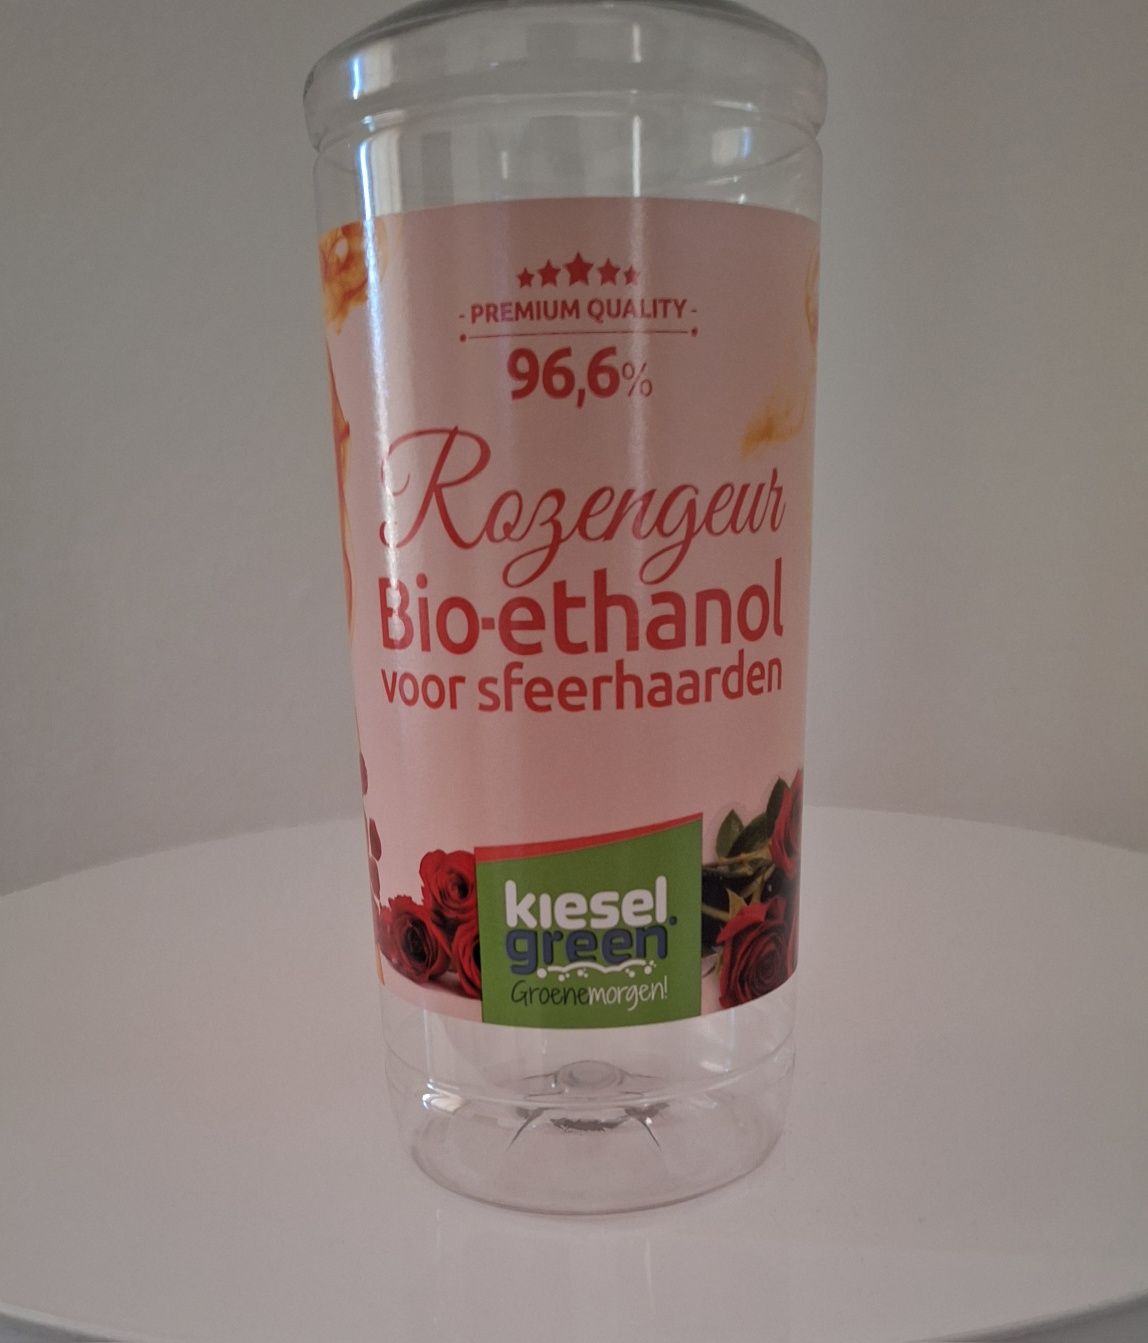 - PREMIUM QUALITY -
96,6%
Rozengeur
Bio-ethanol
voor sfeerhaarden
kiesel
green
Groenemorgen!